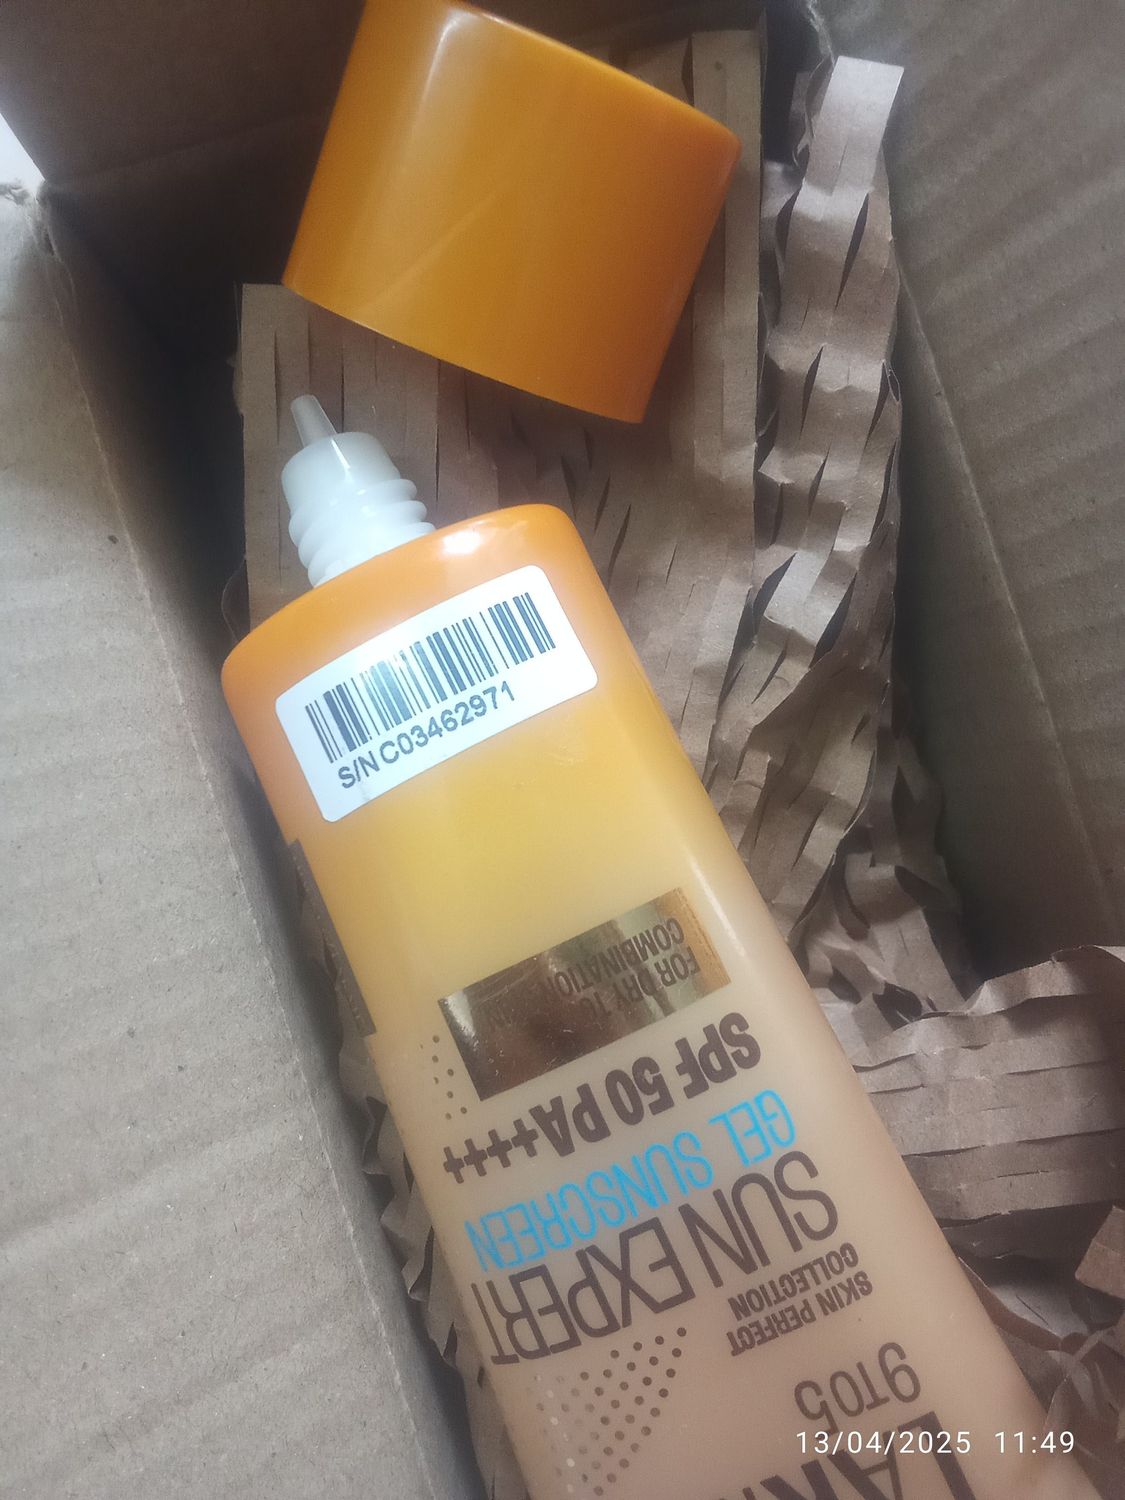 S/N C03462971
LAK
9TO5
SKIN PERFECT
COLLECTION
SUN EXPERT
GEL SUNSCREEN
SPF 50 PA++++
FOR DRY TO
COMBINATION
13/04/2025 11:49